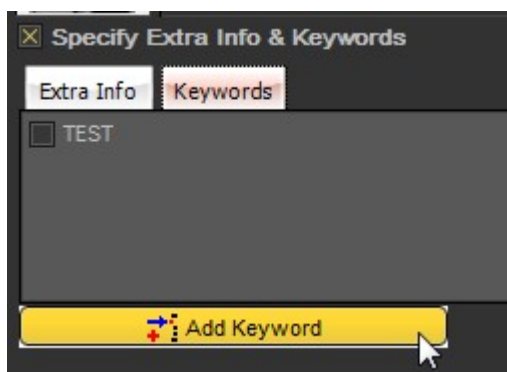 Specify Extra Info & Keywords
Extra Info
Keywords
TEST
Add Keyword